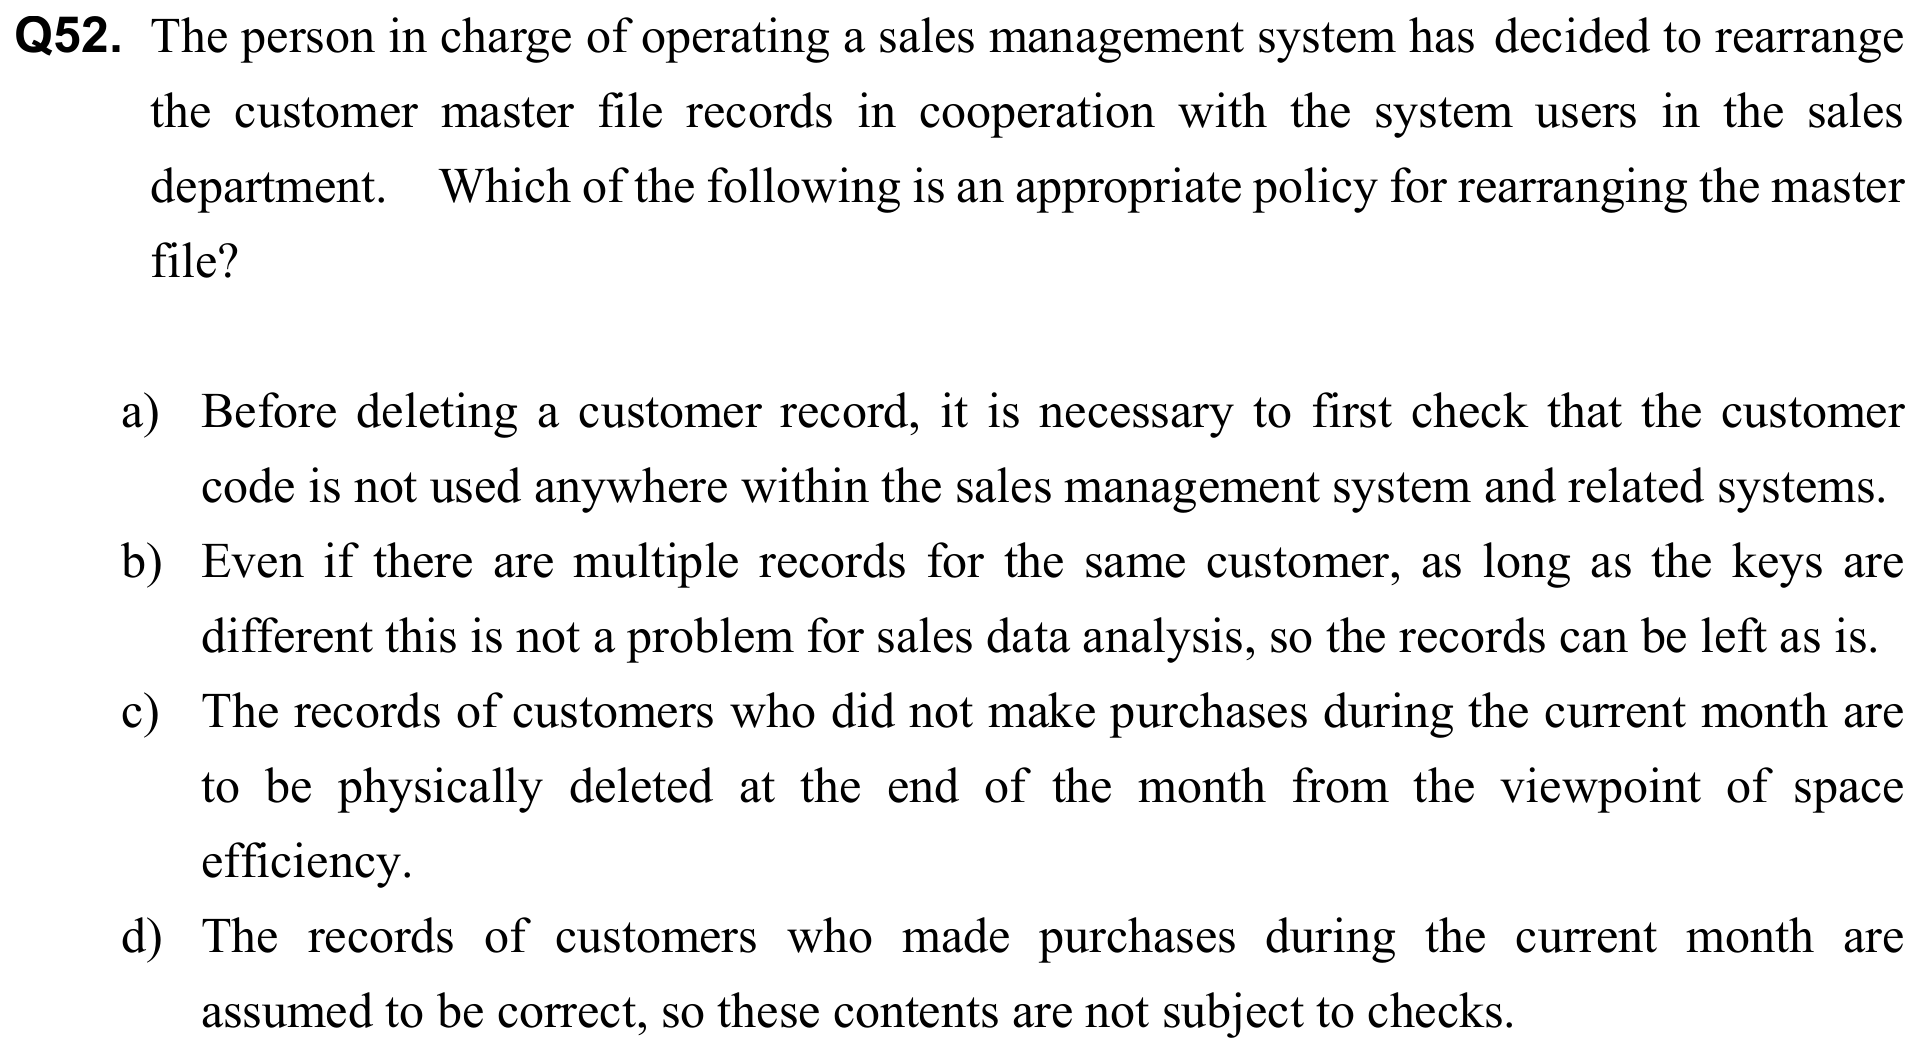 Q52. The person in charge of operating a sales management system has decided to rearrange
the customer master file records in cooperation with the system users in the sales
department. Which of the following is an appropriate policy for rearranging the master
file?
a) Before deleting a customer record, it is necessary to first check that the customer
code is not used anywhere within the sales management system and related systems.
b) Even if there are multiple records for the same customer, as long as the keys are
different this is not a problem for sales data analysis, so the records can be left as is.
c) The records of customers who did not make purchases during the current month are
to be physically deleted at the end of the month from the viewpoint of space
efficiency.
d) The records of customers who made purchases during the current month are
assumed to be correct, so these contents are not subject to checks.